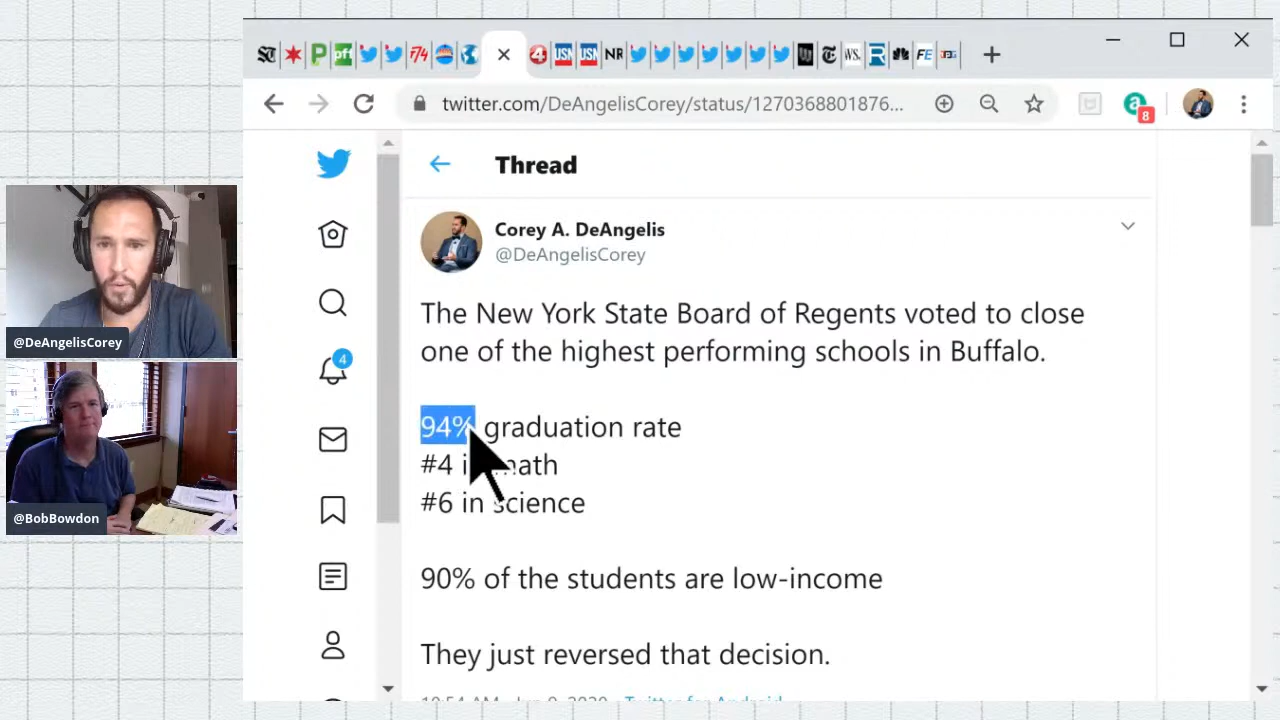 twitter.com/DeAngelisCorey/status/1270368801876...
8
Thread
Corey A. DeAngelis
@DeAngelisCorey
The New York State Board of Regents voted to close
one of the highest performing schools in Buffalo.
94% graduation rate
#4 in math
#6 in science
90% of the students are low-income
They just reversed that decision.
4
@DeAngelisCorey
@BobBowdon